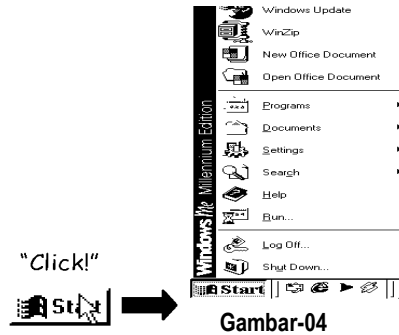 Windows Update
WinZip
New Office Document
Open Office Document
Programs
Documents
Settings
Search
Help
Run...
Log Off...
Shut Down...
Windows Me Millennium Edition
Start
"Click!"
Start
Gambar-04